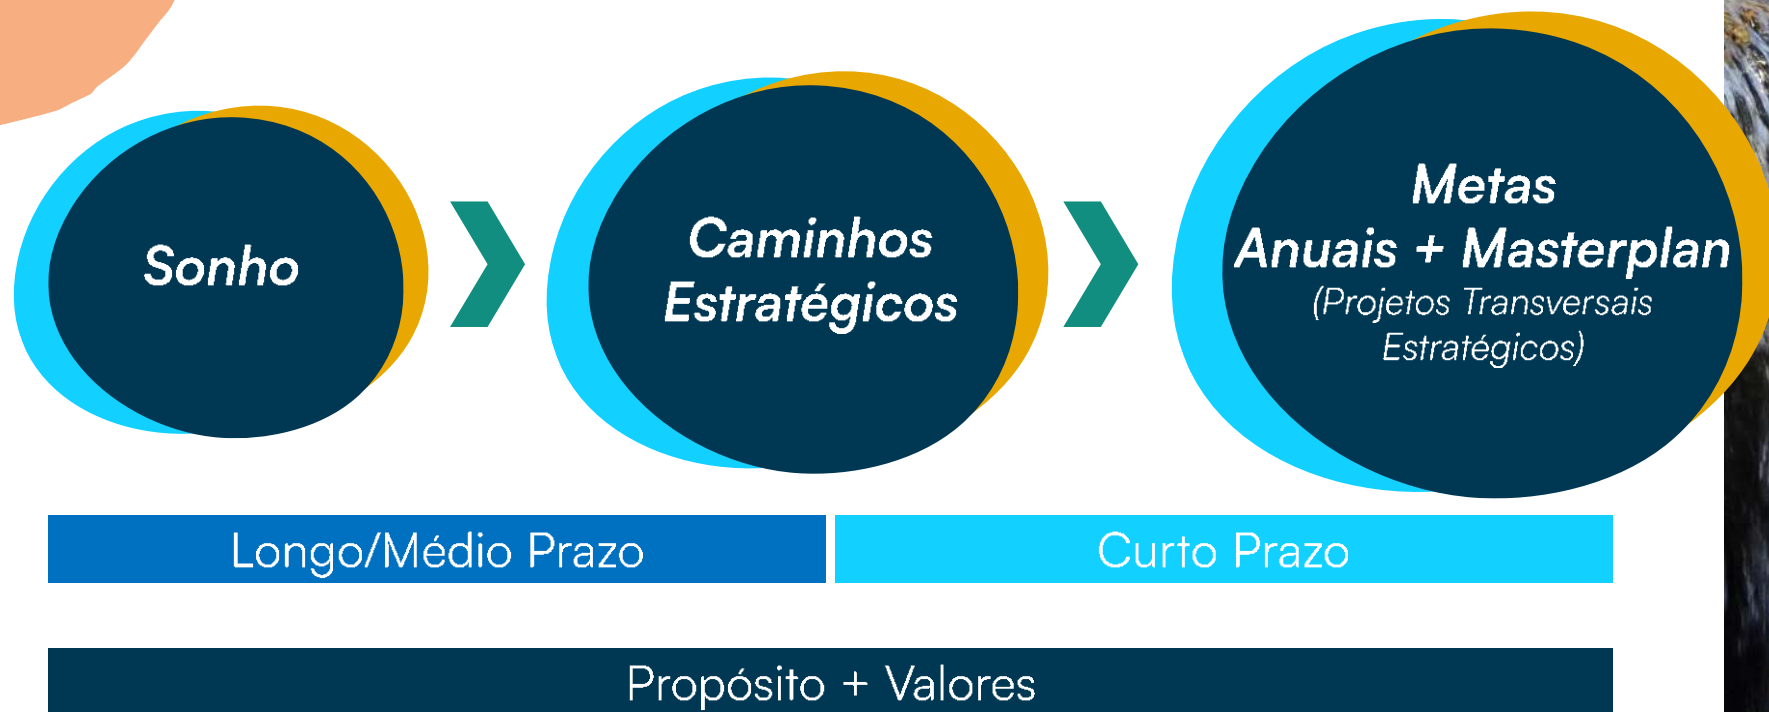 Sonho
Caminhos
Estratégicos
Metas
Anuais + Masterplan
(Projetos Transversais
Estratégicos)
Longo/Médio Prazo
Curto Prazo
Propósito + Valores